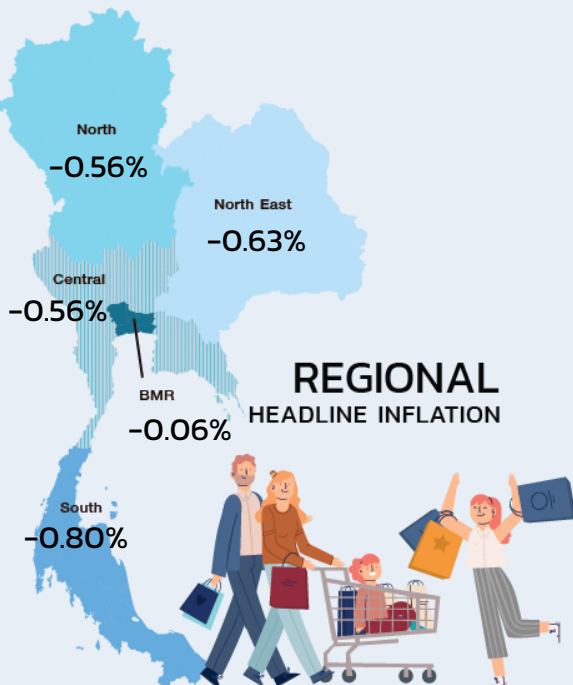 North
-0.56%
North East
-0.63%
Central
-0.56%
BMR
-0.06%
REGIONAL
HEADLINE INFLATION
South
-0.80%